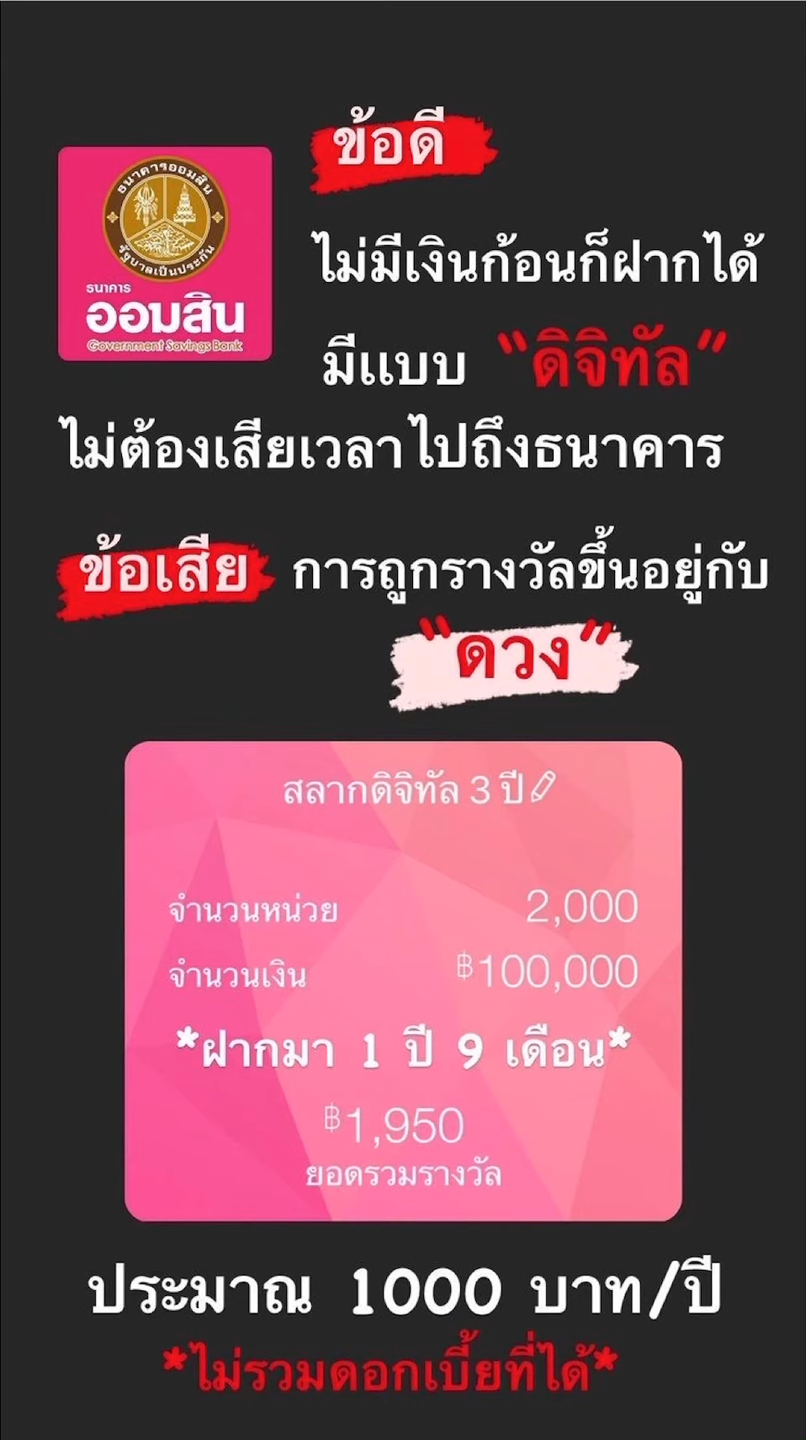 ข้อดี
ธนาคารออมสิน
รัฐบาลเป็นประกัน
ธนาคาร
ออมสิน
Government Savings Bank
ไม่มีเงินก้อนก็ฝากได้
มีแบบ "ดิจิทัล"
ไม่ต้องเสียเวลาไปถึงธนาคาร
ข้อเสีย การถูกรางวัลขึ้นอยู่กับ
"ดวง"
สลากดิจิทัล 3 ปี
จำนวนหน่วย 2,000
จำนวนเงิน ฿100,000
*ฝากมา 1 ปี 9 เดือน*
฿1,950
ยอดรวมรางวัล
ประมาณ 1000 บาท/ปี
*ไม่รวมดอกเบี้ยที่ได้*